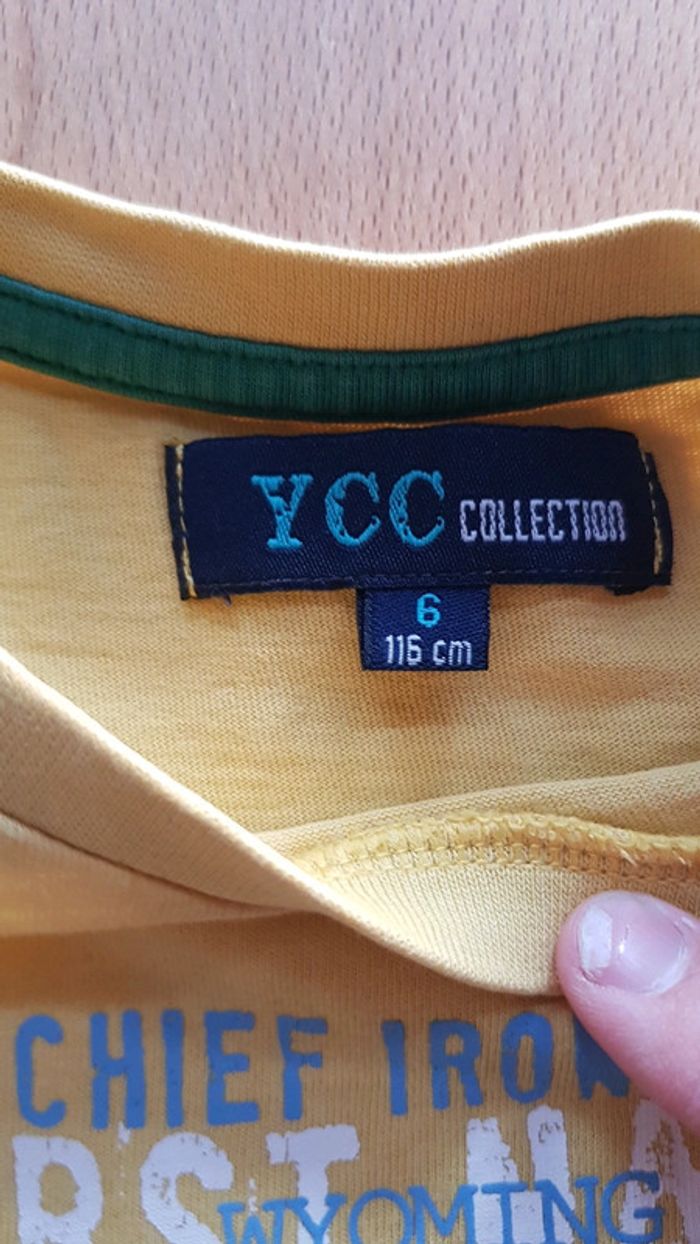 YCC COLLECTION
6
116 cm
CHIEF IRON
WYOMING